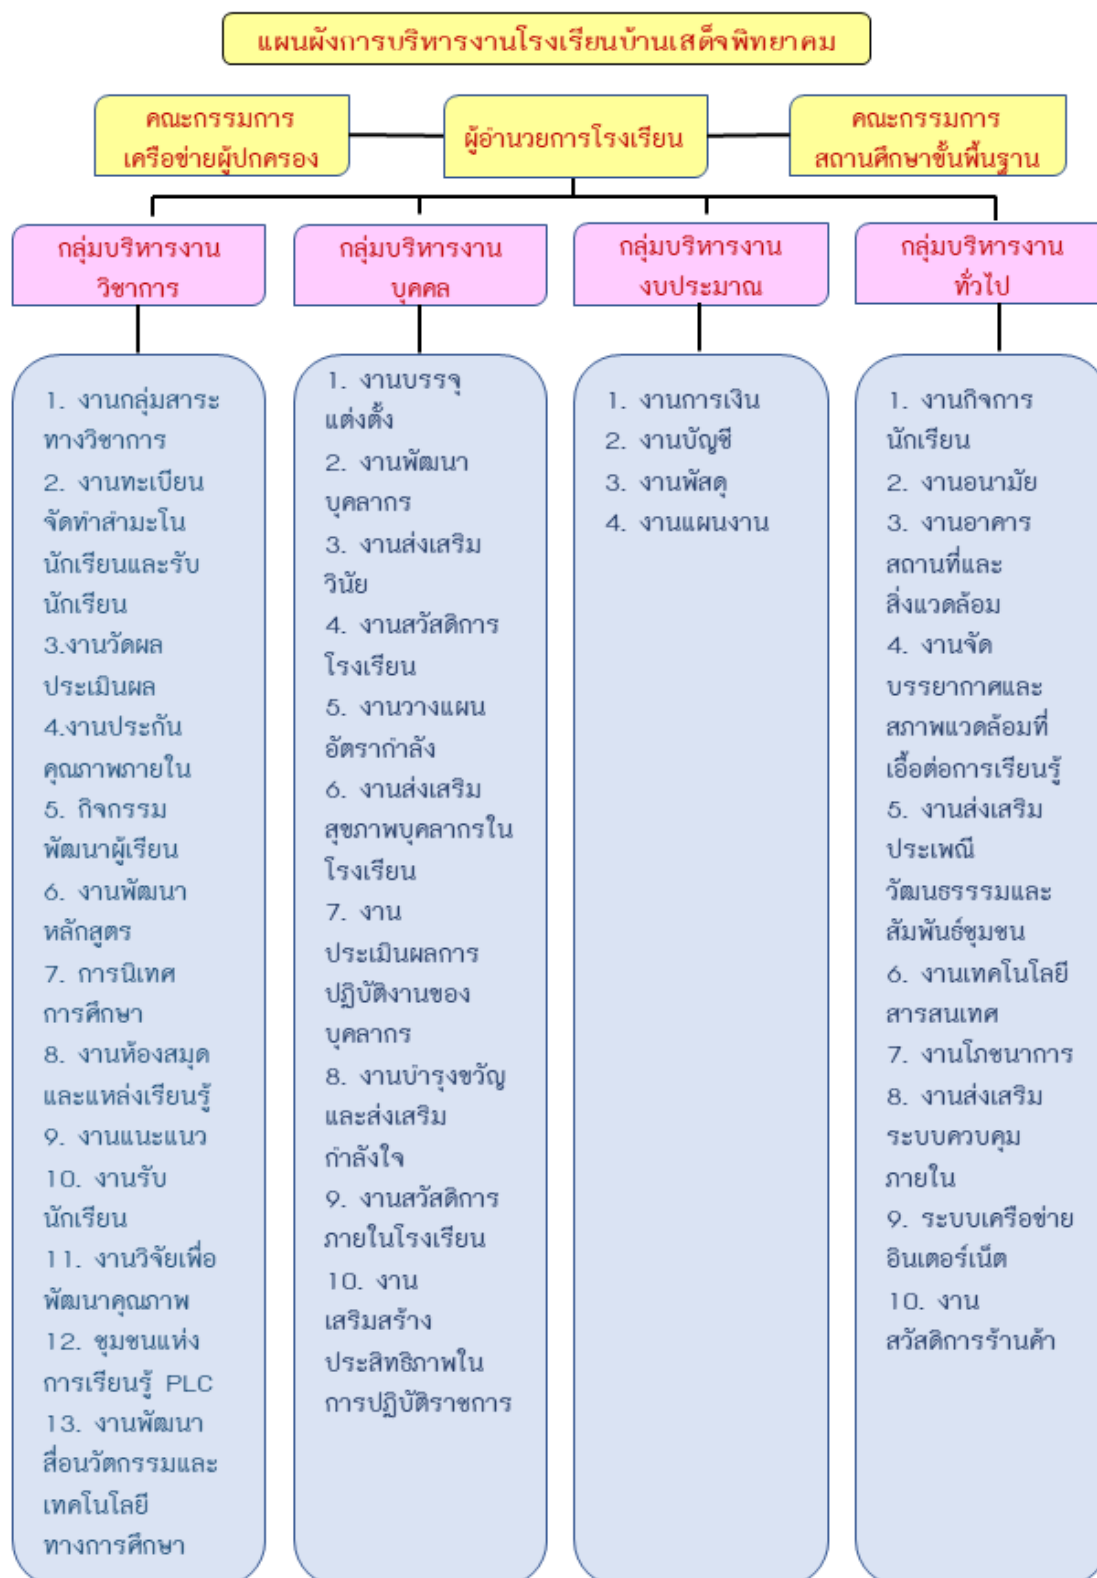 แผนผังการบริหารงานโรงเรียนบ้านเสด็จพิทยาคม
คณะกรรมการ
เครือข่ายผู้ปกครอง
ผู้อำนวยการโรงเรียน
คณะกรรมการ
สถานศึกษาขั้นพื้นฐาน
กลุ่มบริหารงาน
วิชาการ
กลุ่มบริหารงาน
บุคคล
กลุ่มบริหารงาน
งบประมาณ
กลุ่มบริหารงาน
ทั่วไป
1. งานกลุ่มสาระ
ทางวิชาการ
2. งานทะเบียน
จัดทำสำมะโน
นักเรียนและรับ
นักเรียน
3.งานวัดผล
ประเมินผล
4.งานประกัน
คุณภาพภายใน
5. กิจกรรม
พัฒนาผู้เรียน
6. งานพัฒนา
หลักสูตร
7. การนิเทศ
การศึกษา
8. งานห้องสมุด
และแหล่งเรียนรู้
9. งานแนะแนว
10. งานรับ
นักเรียน
11. งานวิจัยเพื่อ
พัฒนาคุณภาพ
12. ชุมชนแห่ง
การเรียนรู้ PLC
13. งานพัฒนา
สื่อนวัตกรรมและ
เทคโนโลยี
ทางการศึกษา
1. งานบรรจุ
แต่งตั้ง
2. งานพัฒนา
บุคลากร
3. งานส่งเสริม
วินัย
4. งานสวัสดิการ
โรงเรียน
5. งานวางแผน
อัตรากำลัง
6. งานส่งเสริม
สุขภาพบุคลากรใน
โรงเรียน
7. งาน
ประเมินผลการ
ปฏิบัติงานของ
บุคลากร
8. งานบำรุงขวัญ
และส่งเสริม
กำลังใจ
9. งานสวัสดิการ
ภายในโรงเรียน
10. งาน
เสริมสร้าง
ประสิทธิภาพใน
การปฏิบัติราชการ
1. งานการเงิน
2. งานบัญชี
3. งานพัสดุ
4. งานแผนงาน
1. งานกิจการ
นักเรียน
2. งานอนามัย
3. งานอาคาร
สถานที่และ
สิ่งแวดล้อม
4. งานจัด
บรรยากาศและ
สภาพแวดล้อมที่
เอื้อต่อการเรียนรู้
5. งานส่งเสริม
ประเพณี
วัฒนธรรรมและ
สัมพันธ์ชุมชน
6. งานเทคโนโลยี
สารสนเทศ
7. งานโภชนาการ
8. งานส่งเสริม
ระบบควบคุม
ภายใน
9. ระบบเครือข่าย
อินเตอร์เน็ต
10. งาน
สวัสดิการร้านค้า